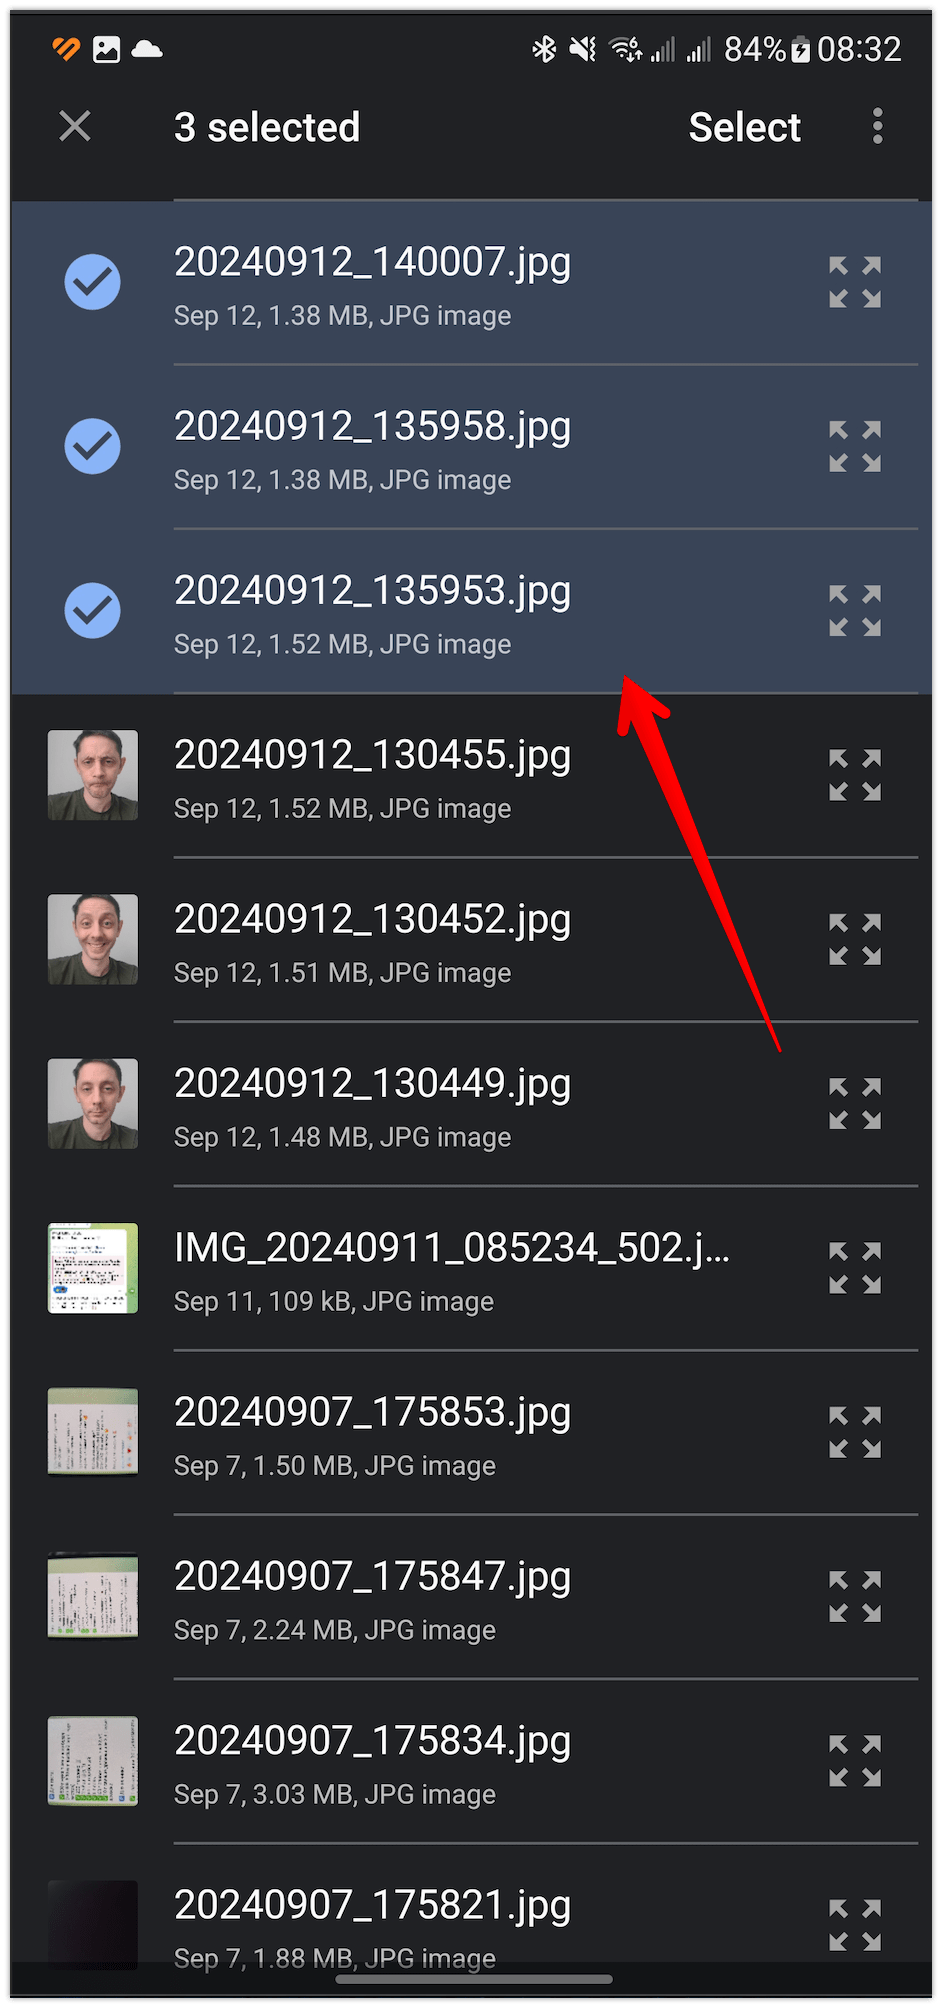 84% 08:32
3 selected Select
20240912_140007.jpg
Sep 12, 1.38 MB, JPG image
20240912_135958.jpg
Sep 12, 1.38 MB, JPG image
20240912_135953.jpg
Sep 12, 1.52 MB, JPG image
20240912_130455.jpg
Sep 12, 1.52 MB, JPG image
20240912_130452.jpg
Sep 12, 1.51 MB, JPG image
20240912_130449.jpg
Sep 12, 1.48 MB, JPG image
IMG_20240911_085234_502.j...
Sep 11, 109 kB, JPG image
20240907_175853.jpg
Sep 7, 1.50 MB, JPG image
20240907_175847.jpg
Sep 7, 2.24 MB, JPG image
20240907_175834.jpg
Sep 7, 3.03 MB, JPG image
20240907_175821.jpg
Sep 7, 1.88 MB, JPG image